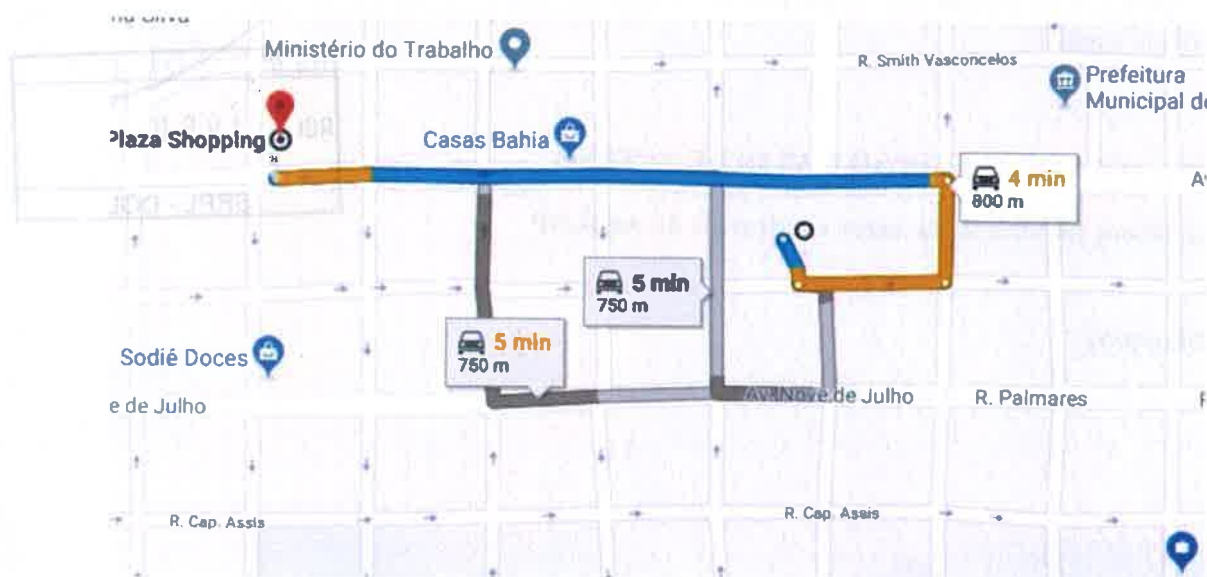 Silva
Ministério do Trabalho
R. Smith Vasconcelos
Prefeitura
Municipal de
Plaza Shopping
Casas Bahia
4 min
800 m
5 min
750 m
5 min
750 m
Sodié Doces
e de Julho
Av. Nove de Julho
R. Palmares
R. Cap. Assis
R. Cap. Assis